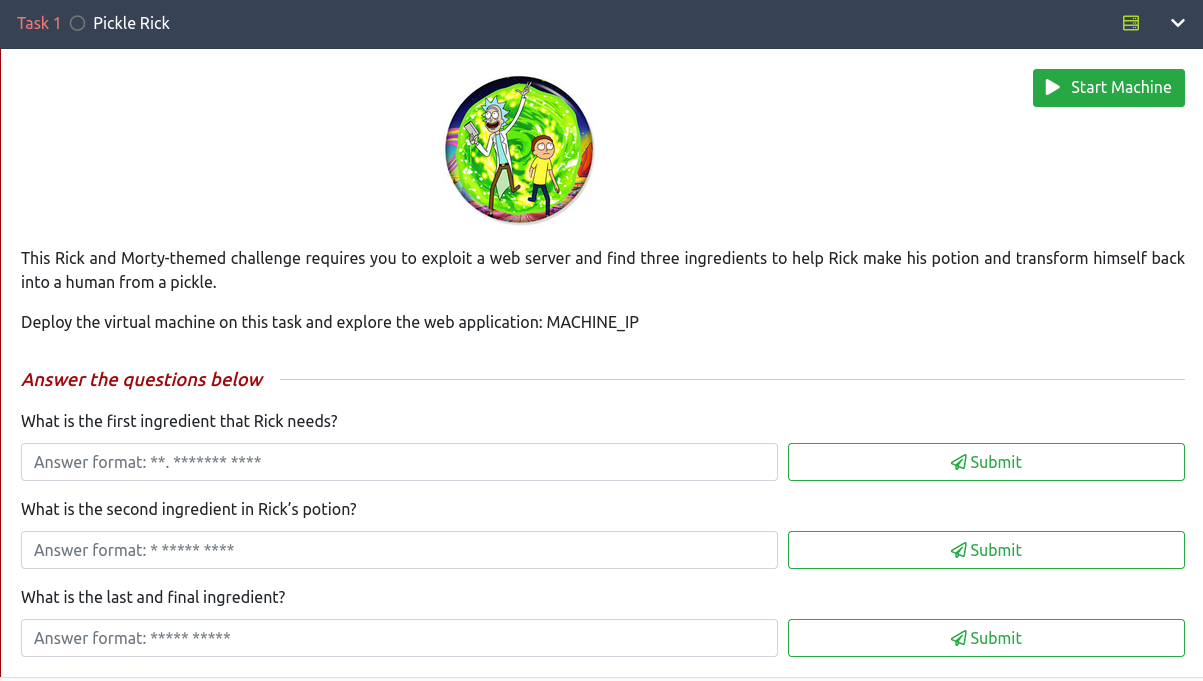 Task 1 Pickle Rick
Start Machine
This Rick and Morty-themed challenge requires you to exploit a web server and find three ingredients to help Rick make his potion and transform himself back
into a human from a pickle.
Deploy the virtual machine on this task and explore the web application: MACHINE_IP
Answer the questions below
What is the first ingredient that Rick needs?
Answer format: **. ******* ****
Submit
What is the second ingredient in Rick’s potion?
Answer format: * ***** ****
Submit
What is the last and final ingredient?
Answer format: ***** *****
Submit